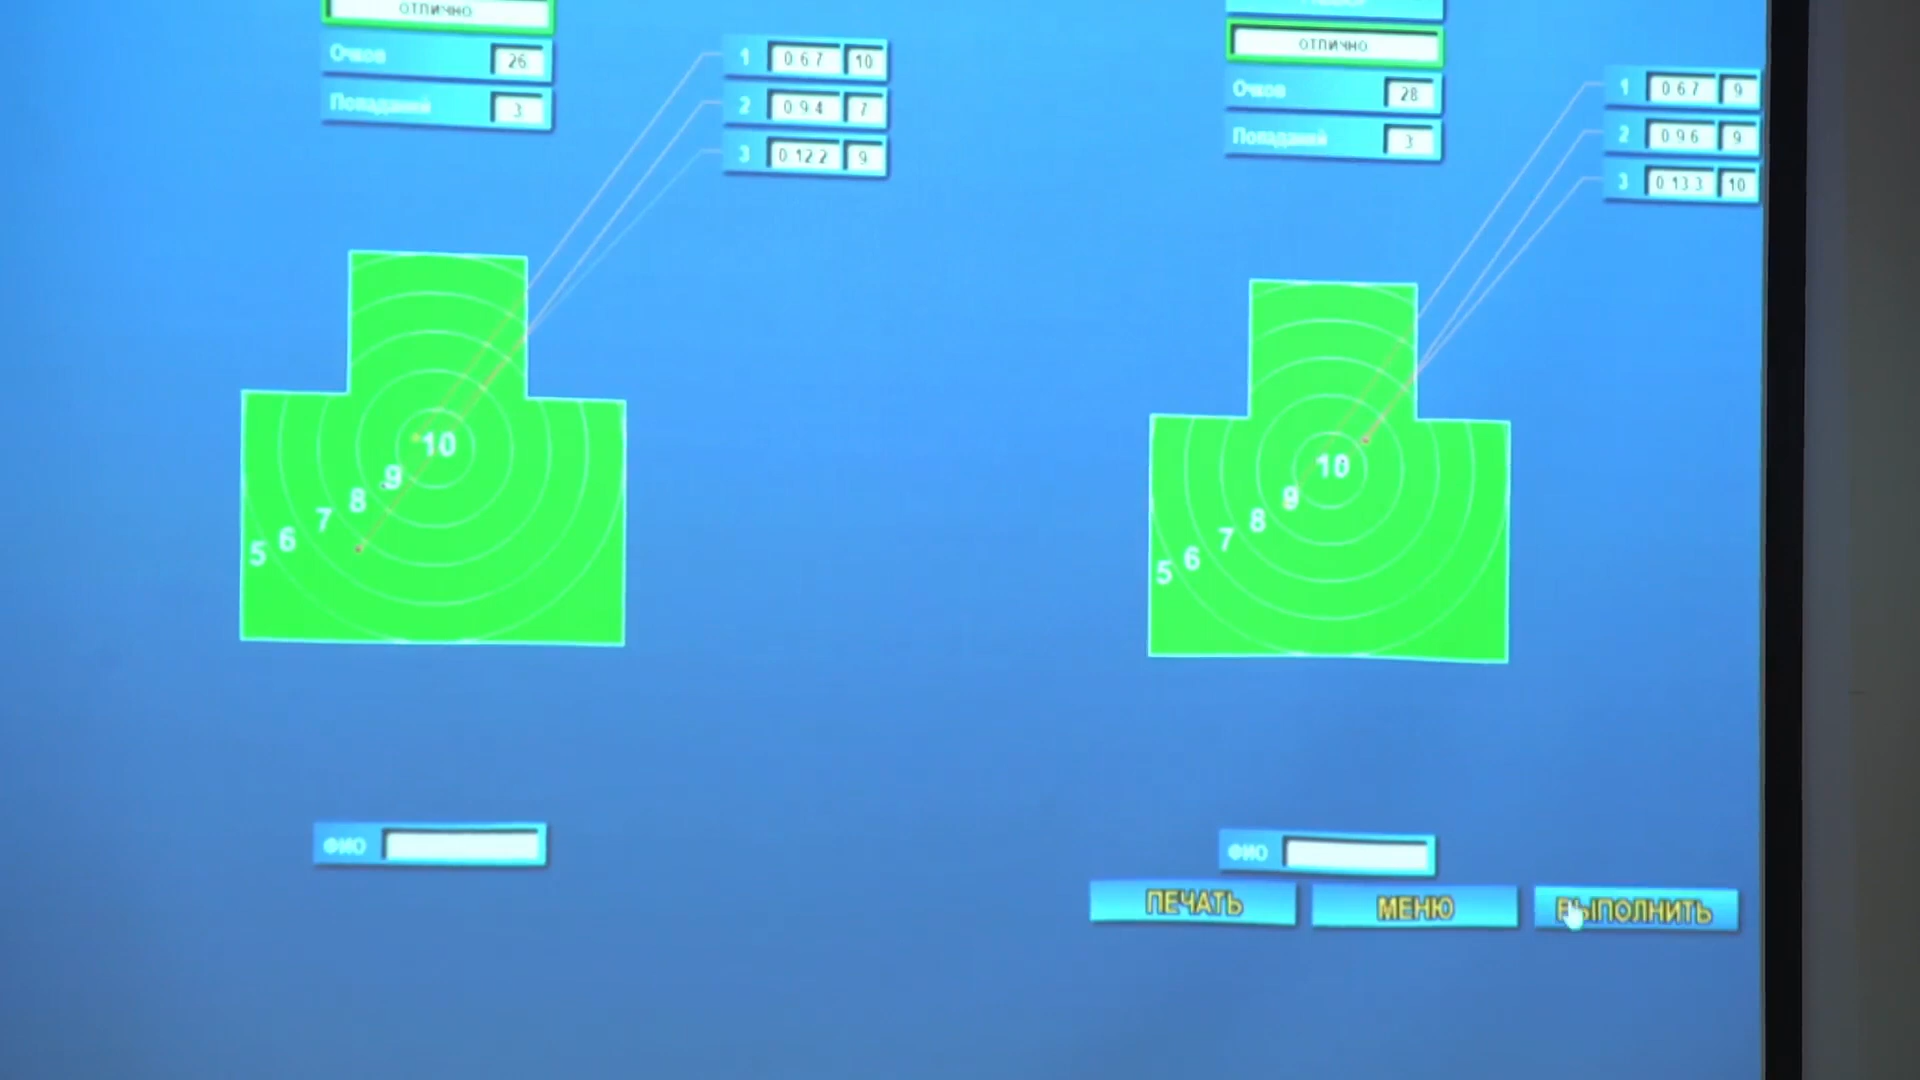 отлично
Очков 26
Попаданий 3
1 0 6 7 10
2 0 9 4 7
3 0 12 2 9
10
9
8
7
6
5
ФИО
отлично
Очков 28
Попаданий 3
1 0 6 7 9
2 0 9 6 9
3 0 13 3 10
10
9
8
7
6
5
ФИО
ПЕЧАТЬ
МЕНЮ
ВЫПОЛНИТЬ